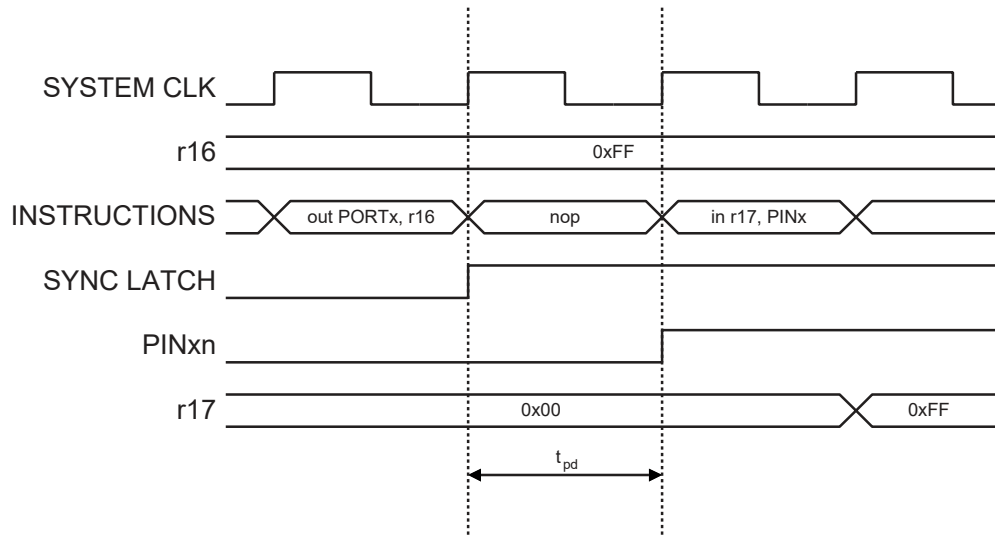 SYSTEM CLK
r16
0xFF
INSTRUCTIONS
out PORTx, r16
nop
in r17, PINx
SYNC LATCH
PINxn
r17
0x00
0xFF
tpd